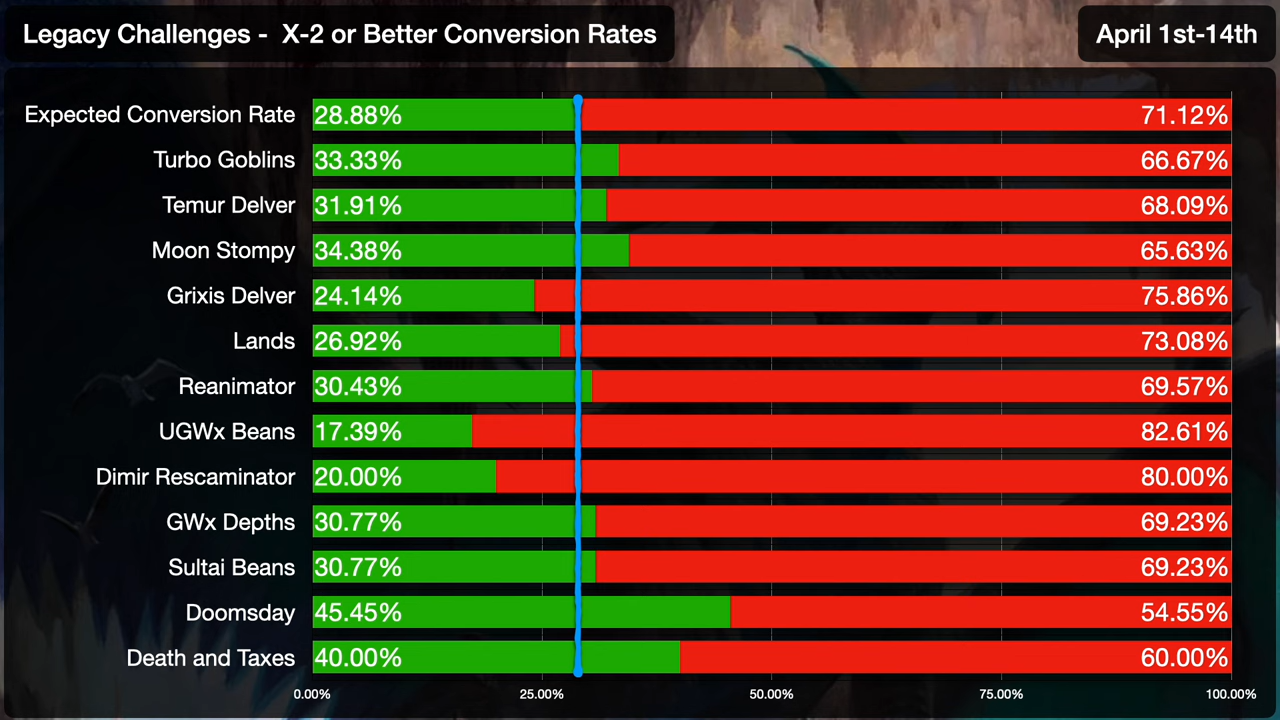 Legacy Challenges - X-2 or Better Conversion Rates
April 1st-14th
Expected Conversion Rate 28.88% 71.12%
Turbo Goblins 33.33% 66.67%
Temur Delver 31.91% 68.09%
Moon Stompy 34.38% 65.63%
Grixis Delver 24.14% 75.86%
Lands 26.92% 73.08%
Reanimator 30.43% 69.57%
UGWx Beans 17.39% 82.61%
Dimir Rescaminator 20.00% 80.00%
GWx Depths 30.77% 69.23%
Sultai Beans 30.77% 69.23%
Doomsday 45.45% 54.55%
Death and Taxes 40.00% 60.00%
0.00% 25.00% 50.00% 75.00% 100.00%